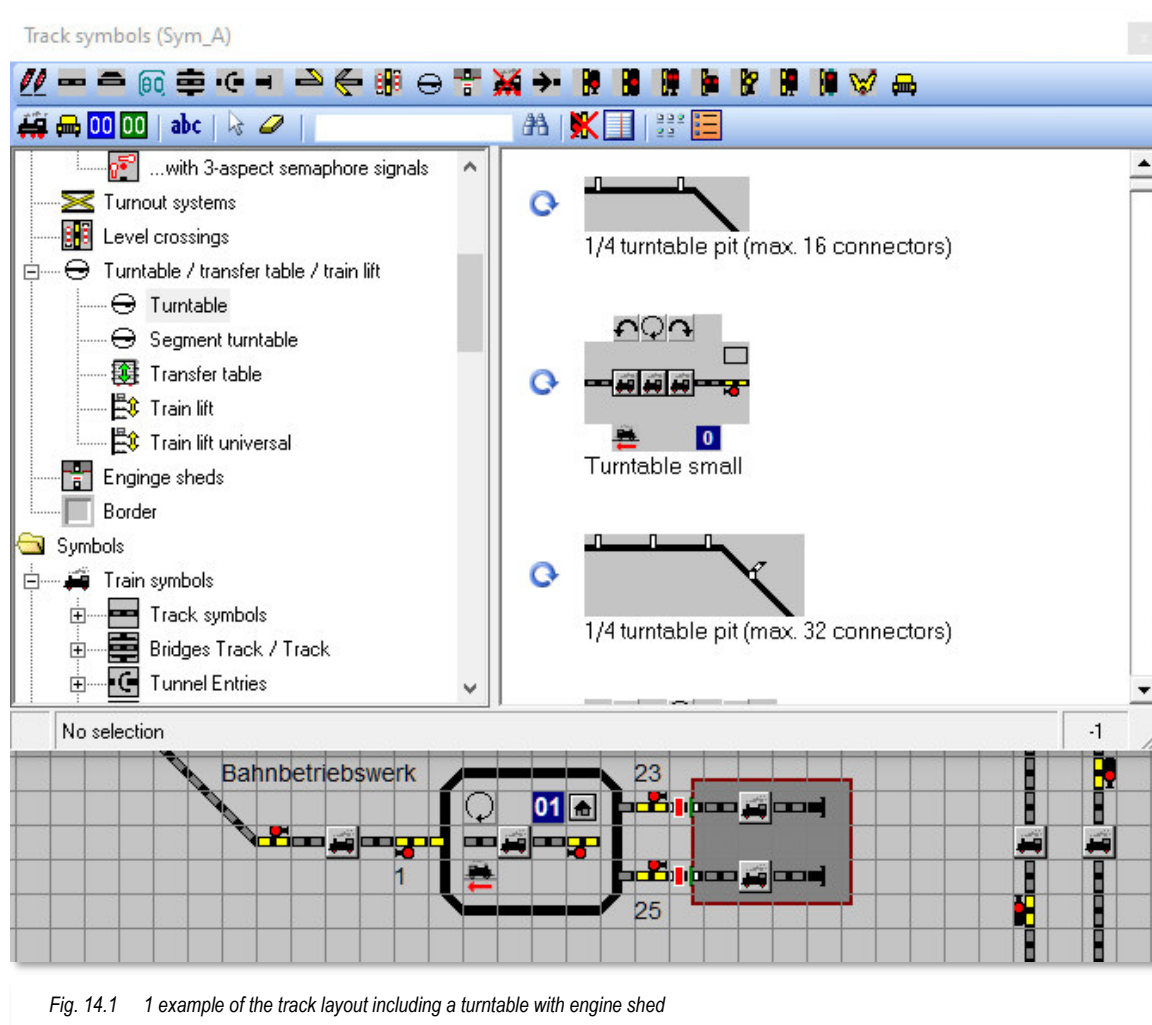 Track symbols (Sym_A)
00 00 abc
...with 3-aspect semaphore signals
Turnout systems
Level crossings
Turntable / transfer table / train lift
Turntable
Segment turntable
Transfer table
Train lift
Train lift universal
Enginge sheds
Border
Symbols
Train symbols
Track symbols
Bridges Track / Track
Tunnel Entries
1/4 turntable pit (max. 16 connectors)
0
Turntable small
1/4 turntable pit (max. 32 connectors)
No selection
-1
Bahnbetriebswerk
23
01
1
25
Fig. 14.1 1 example of the track layout including a turntable with engine shed